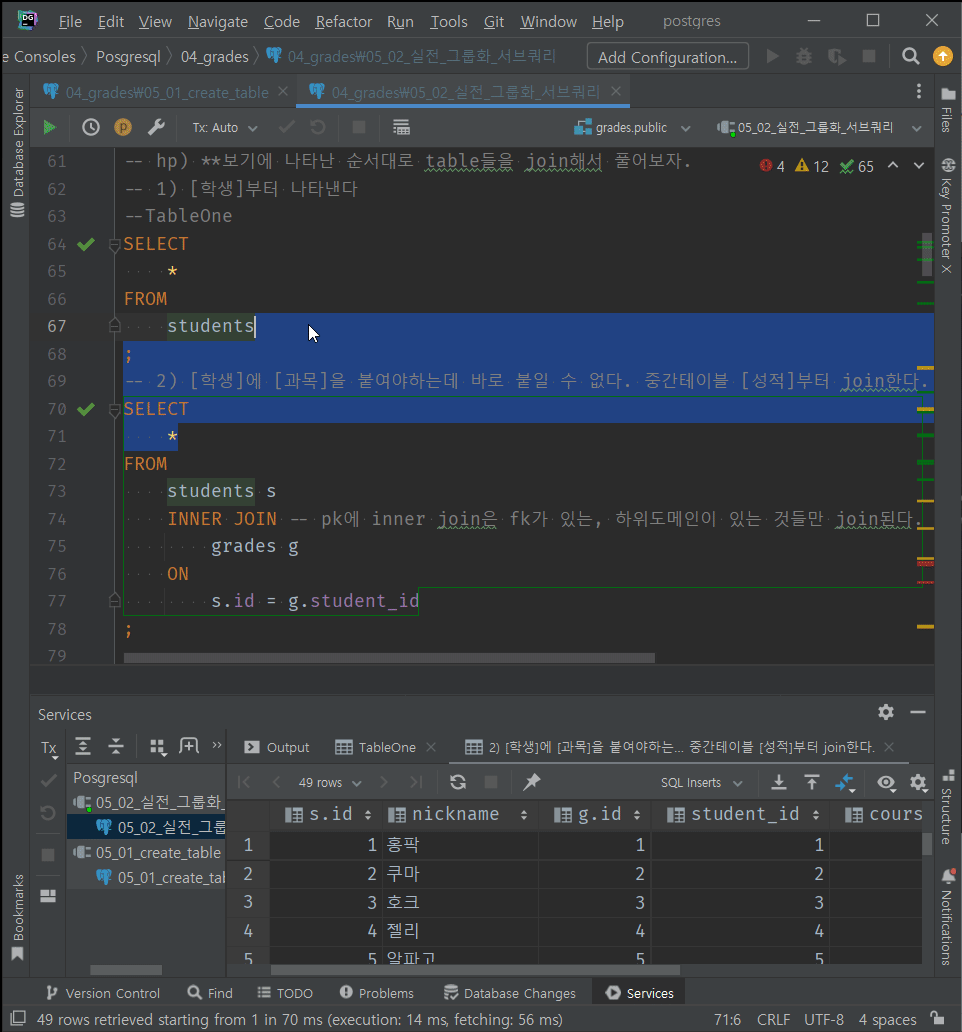 DG
File Edit View Navigate Code Refactor Run Tools Git Window Help postgres
e Consoles Posgresql 04_grades 04_grades₩05_02_실전_그룹화_서브쿼리 Add Configuration...
04_grades₩05_01_create_table 04_grades₩05_02_실전_그룹화_서브쿼리
Tx: Auto grades.public 05_02_실전_그룹화_서브쿼리
4 12 65
61 -- hp) **보기에 나타난 순서대로 table들을 join해서 풀어보자.
62 -- 1) [학생]부터 나타낸다
63 --TableOne
64 SELECT
65 *
66 FROM
67 students
68 ;
69 -- 2) [학생]에 [과목]을 붙여야하는데 바로 붙일 수 없다. 중간테이블 [성적]부터 join한다.
70 SELECT
71 *
72 FROM
73 students s
74 INNER JOIN -- pk에 inner join은 fk가 있는, 하위도메인이 있는 것들만 join된다.
75 grades g
76 ON
77 s.id = g.student_id
78 ;
79
Database Explorer
Bookmarks
Files
Key Promoter X
Structure
Notifications
Services
Tx
Output TableOne 2) [학생]에 [과목]을 붙여야하는... 중간테이블 [성적]부터 join한다.
49 rows SQL Inserts
Posgresql
05_02_실전_그룹화_
05_02_실전_그룹
05_01_create_table
05_01_create_tal
s.id nickname g.id student_id cours
1 1 홍팍 1 1
2 2 쿠마 2 2
3 3 호크 3 3
4 4 젤리 4 4
5 5 알파고 5 5
Version Control Find TODO Problems Database Changes Services
49 rows retrieved starting from 1 in 70 ms (execution: 14 ms, fetching: 56 ms) 71:6 CRLF UTF-8 4 spaces